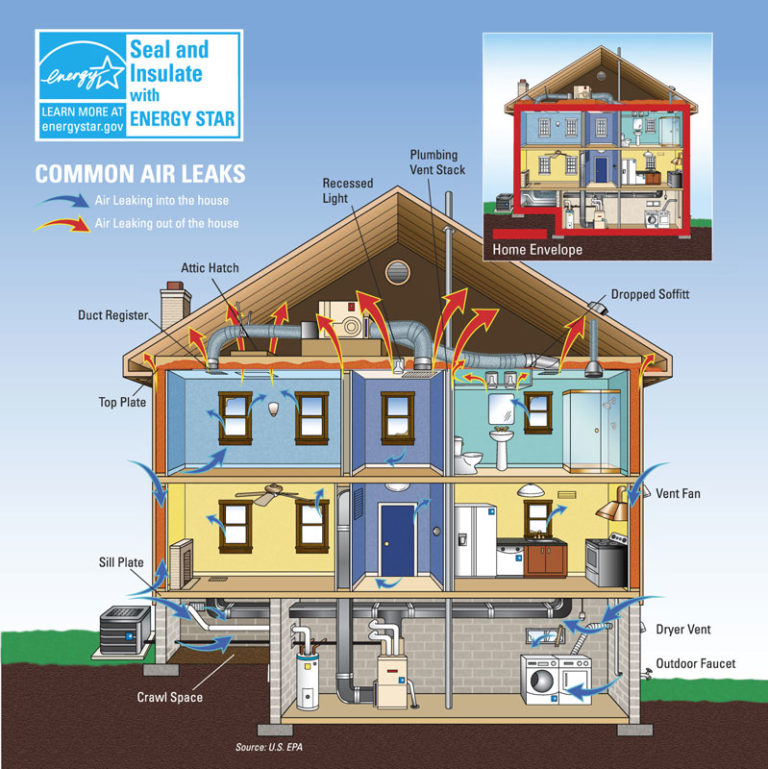 Seal and
Insulate
with
ENERGY STAR
energy
LEARN MORE AT
energystar.gov
COMMON AIR LEAKS
Air Leaking into the house
Air Leaking out of the house
Home Envelope
Plumbing
Vent Stack
Recessed
Light
Attic Hatch
Dropped Soffitt
Duct Register
Top Plate
Vent Fan
Sill Plate
Dryer Vent
Outdoor Faucet
Crawl Space
Source: U.S. EPA